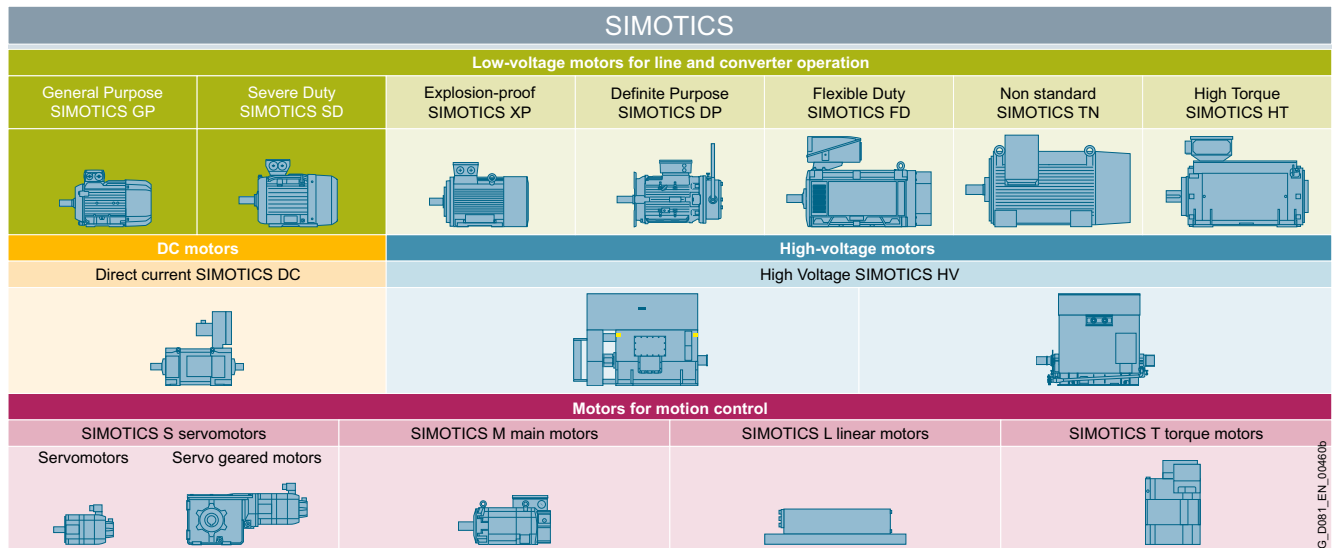 SIMOTICS
Low-voltage motors for line and converter operation
General Purpose
SIMOTICS GP
Severe Duty
SIMOTICS SD
Explosion-proof
SIMOTICS XP
Definite Purpose
SIMOTICS DP
Flexible Duty
SIMOTICS FD
Non standard
SIMOTICS TN
High Torque
SIMOTICS HT
DC motors
High-voltage motors
Direct current SIMOTICS DC
High Voltage SIMOTICS HV
Motors for motion control
SIMOTICS S servomotors
SIMOTICS M main motors
SIMOTICS L linear motors
SIMOTICS T torque motors
Servomotors
Servo geared motors
G_D081_EN_00460b